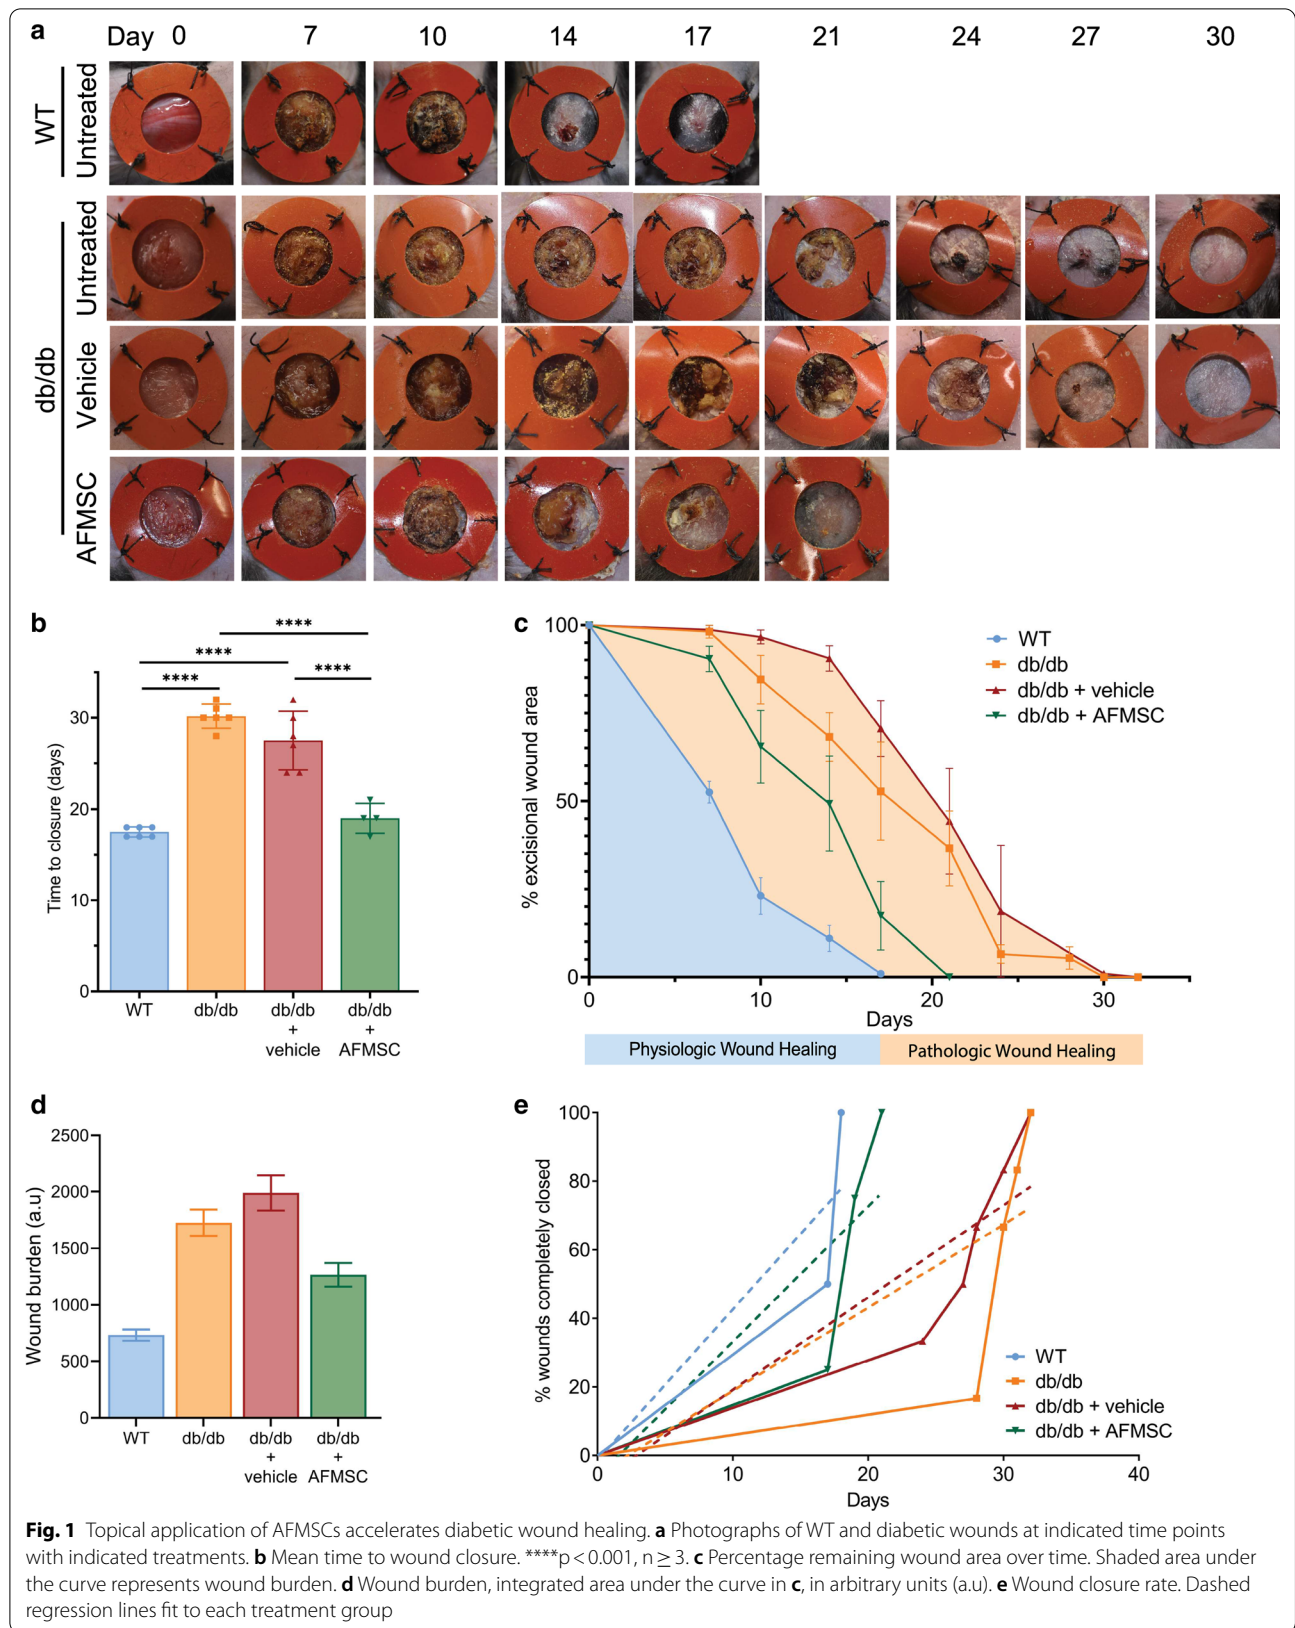 a
Day 0 7 10 14 17 21 24 27 30
WT
Untreated
db/db
Untreated
Vehicle
AFMSC
b
****
****
****
****
Time to closure (days)
30
20
10
0
WT
db/db
db/db
+
vehicle
db/db
+
AFMSC
c
% excisional wound area
100
50
0
0 10 20 30
Days
WT
db/db
db/db + vehicle
db/db + AFMSC
Physiologic Wound Healing
Pathologic Wound Healing
d
Wound burden (a.u)
2500
2000
1500
1000
500
0
WT
db/db
db/db
+
vehicle
db/db
+
AFMSC
e
% wounds completely closed
100
80
60
40
20
0
0 10 20 30 40
Days
WT
db/db
db/db + vehicle
db/db + AFMSC
Fig. 1 Topical application of AFMSCs accelerates diabetic wound healing. a Photographs of WT and diabetic wounds at indicated time points
with indicated treatments. b Mean time to wound closure. ****p < 0.001, n ≥ 3. c Percentage remaining wound area over time. Shaded area under
the curve represents wound burden. d Wound burden, integrated area under the curve in c, in arbitrary units (a.u). e Wound closure rate. Dashed
regression lines fit to each treatment group